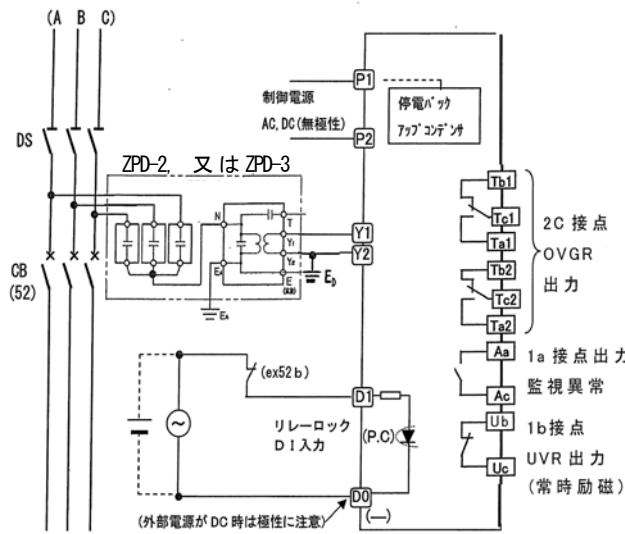 (A B C)
DS
CB
(52)
ZPD-2, 又は ZPD-3
N
T
Y₁
Y₂
E
EA
EA
ED
制御電源
AC, DC(無極性)
P1
P2
停電バック
アップコンデンサ
Y1
Y2
Tb1
Tc1
Ta1
Tb2
Tc2
Ta2
2C接点
OVGR
出力
Aa
Ac
1a接点出力
監視異常
Ub
Uc
1b接点
UVR出力
(常時励磁)
(ex52b)
D1
リレーロック
DI入力
(P.C)
D0
(—)
(外部電源がDC時は極性に注意)